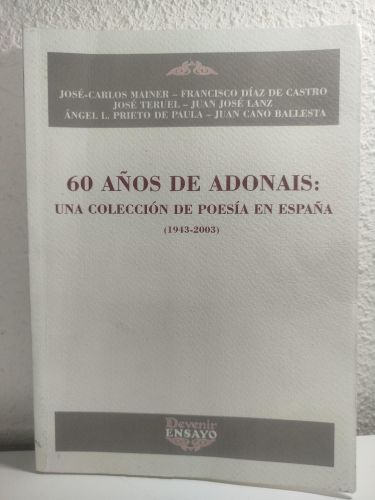 JOSÉ-CARLOS MAINER – FRANCISCO DÍAZ DE CASTRO
JOSÉ TERUEL – JUAN JOSÉ LANZ
ÁNGEL L. PRIETO DE PAULA – JUAN CANO BALLESTA
60 AÑOS DE ADONAIS:
UNA COLECCIÓN DE POESÍA EN ESPAÑA
(1943-2003)
Devenir
ENSAYO